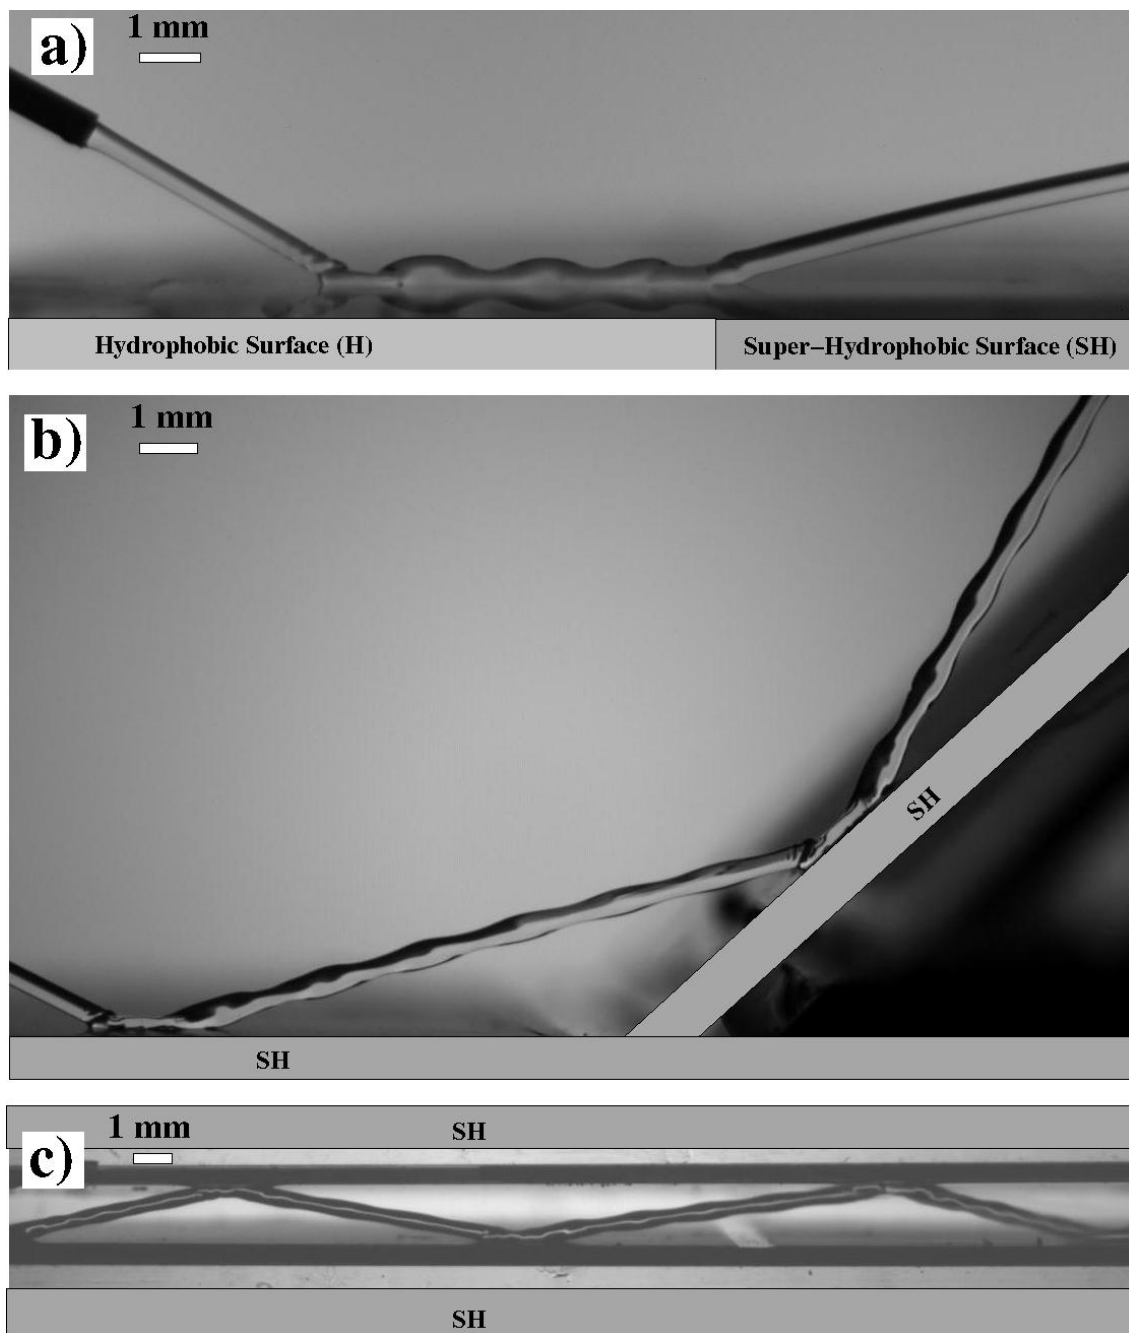 a)
1 mm
Hydrophobic Surface (H)
Super-Hydrophobic Surface (SH)
b)
1 mm
SH
SH
c)
1 mm
SH
SH